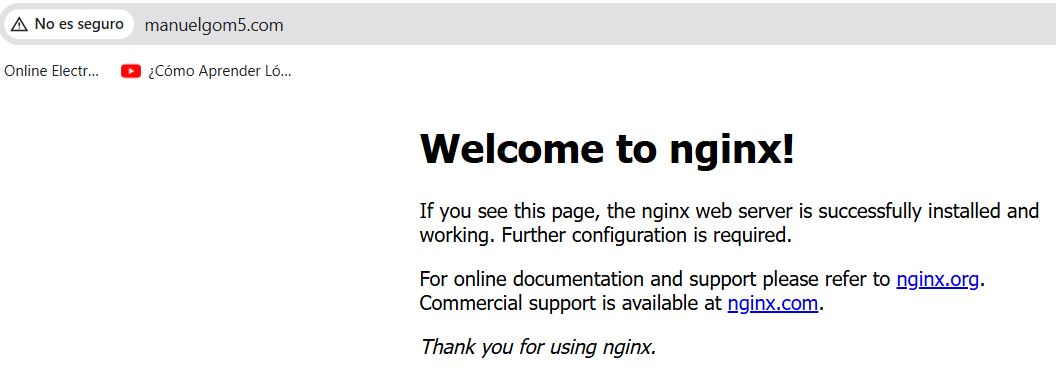 No es seguro manuelgom5.com
Online Electr... ¿Cómo Aprender Ló...
Welcome to nginx!
If you see this page, the nginx web server is successfully installed and
working. Further configuration is required.
For online documentation and support please refer to nginx.org.
Commercial support is available at nginx.com.
Thank you for using nginx.